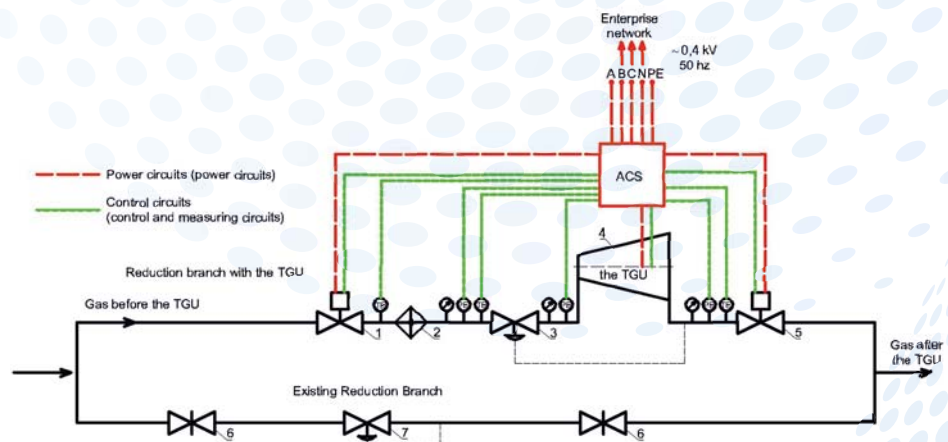 Enterprise
network
~0,4 kV
50 hz
A B C N PE
Power circuits (power circuits)
ACS
Control circuits
(control and measuring circuits)
4
Reduction branch with the TGU
the TGU
Gas before the TGU
1
2
3
5
Gas after
the TGU
Existing Reduction Branch
6
7
6